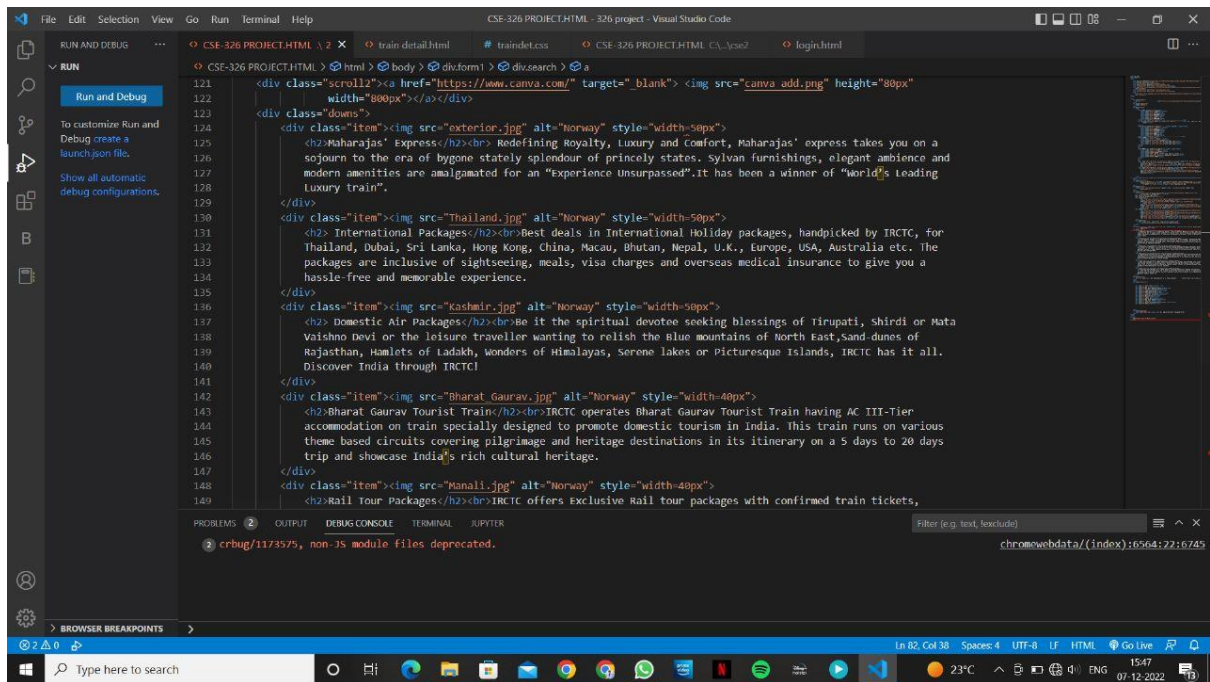 File Edit Selection View Go Run Terminal Help
CSE-326 PROJECT.HTML - 326 project - Visual Studio Code
RUN AND DEBUG ···
CSE-326 PROJECT.HTML .\ 2 × train detail.html # traindet.css CSE-326 PROJECT.HTML C:\...\cse2 login.html
RUN
CSE-326 PROJECT.HTML > html > body > div.form1 > div.search > a
Run and Debug
To customize Run and
Debug create a
launch.json file.
Show all automatic
debug configurations.
121 <div class="scroll2"><a href="https://www.canva.com/" target="_blank"> <img src="canva add.png" height="80px"
122 width="800px"></a></div>
123 <div class="downs">
124 <div class="item"><img src="exterior.jpg" alt="Norway" style="width=50px">
125 <h2>Maharajas’ Express</h2><br> Redefining Royalty, Luxury and Comfort, Maharajas’ express takes you on a
126 sojourn to the era of bygone stately splendour of princely states. Sylvan furnishings, elegant ambience and
127 modern amenities are amalgamated for an “Experience Unsurpassed”.It has been a winner of “World’s Leading
128 Luxury train”.
129 </div>
130 <div class="item"><img src="Thailand.jpg" alt="Norway" style="width=50px">
131 <h2> International Packages</h2><br>Best deals in International Holiday packages, handpicked by IRCTC, for
132 Thailand, Dubai, Sri Lanka, Hong Kong, China, Macau, Bhutan, Nepal, U.K., Europe, USA, Australia etc. The
133 packages are inclusive of sightseeing, meals, visa charges and overseas medical insurance to give you a
134 hassle-free and memorable experience.
135 </div>
136 <div class="item"><img src="Kashmir.jpg" alt="Norway" style="width=50px">
137 <h2> Domestic Air Packages</h2><br>Be it the spiritual devotee seeking blessings of Tirupati, Shirdi or Mata
138 Vaishno Devi or the leisure traveller wanting to relish the Blue mountains of North East,Sand-dunes of
139 Rajasthan, Hamlets of Ladakh, Wonders of Himalayas, Serene lakes or Picturesque Islands, IRCTC has it all.
140 Discover India through IRCTC!
141 </div>
142 <div class="item"><img src="Bharat_Gaurav.jpg" alt="Norway" style="width=40px">
143 <h2>Bharat Gaurav Tourist Train</h2><br>IRCTC operates Bharat Gaurav Tourist Train having AC III-Tier
144 accommodation on train specially designed to promote domestic tourism in India. This train runs on various
145 theme based circuits covering pilgrimage and heritage destinations in its itinerary on a 5 days to 20 days
146 trip and showcase India’s rich cultural heritage.
147 </div>
148 <div class="item"><img src="Manali.jpg" alt="Norway" style="width=40px">
149 <h2>Rail Tour Packages</h2><br>IRCTC offers Exclusive Rail tour packages with confirmed train tickets,
PROBLEMS 2 OUTPUT DEBUG CONSOLE TERMINAL JUPYTER
Filter (e.g. text, !exclude)
2 crbug/1173575, non-JS module files deprecated.
chromewebdata/(index):6564:22:6745
BROWSER BREAKPOINTS
2 0
Ln 82, Col 38 Spaces: 4 UTF-8 LF HTML Go Live
Type here to search
23°C ENG
15:47
07-12-2022
13